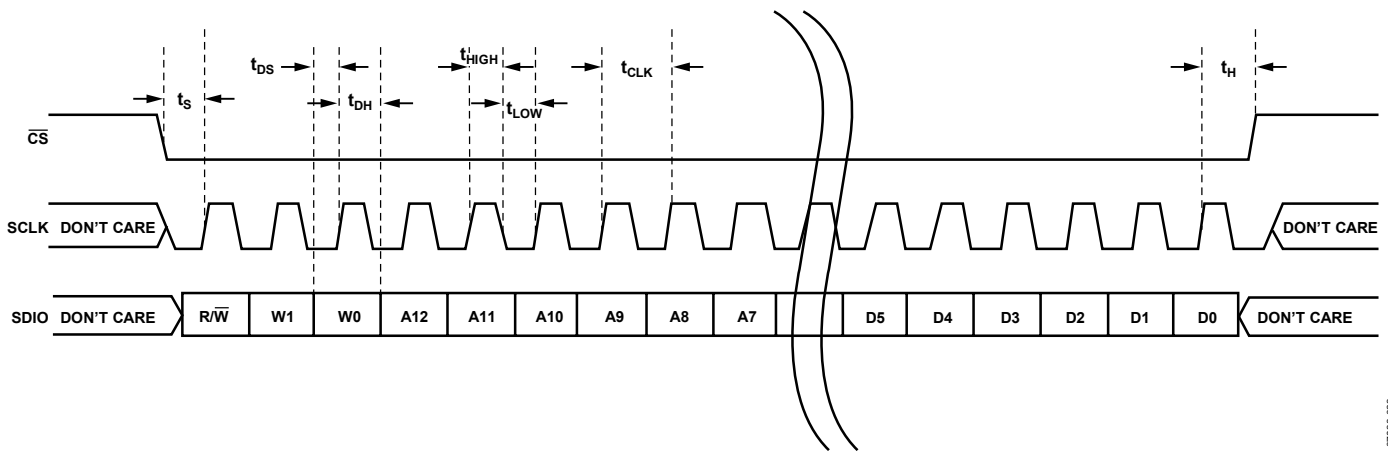 tDS
tHIGH
tCLK
tH
tS
tDH
tLOW
CS
SCLK DON'T CARE
DON'T CARE
SDIO DON'T CARE R/W W1 W0 A12 A11 A10 A9 A8 A7 D5 D4 D3 D2 D1 D0 DON'T CARE